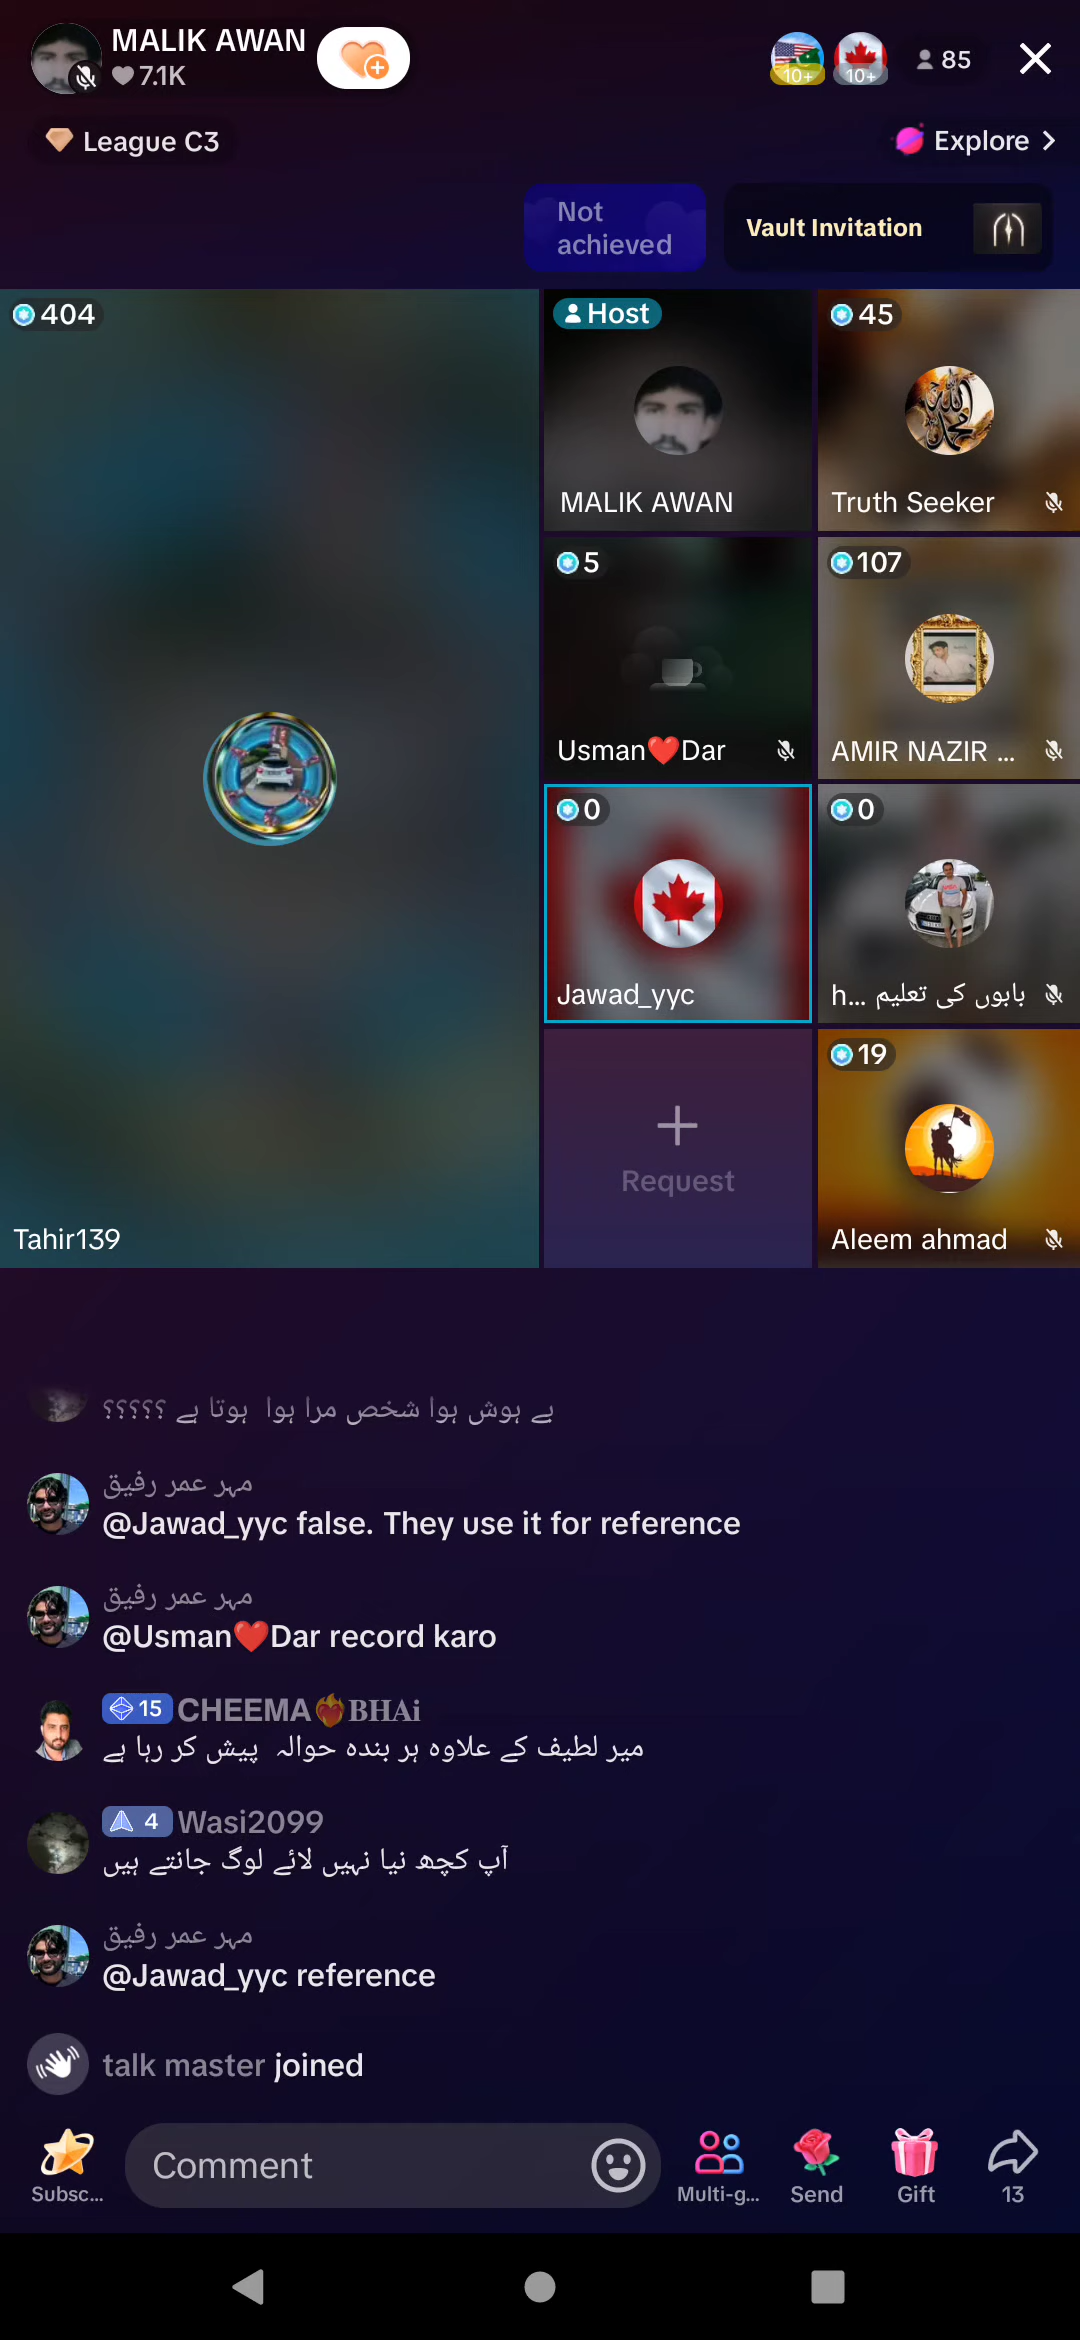 MALIK AWAN
7.1K
10+
10+
85
League C3
Explore
Not
achieved
Vault Invitation
404
Host
45
MALIK AWAN
Truth Seeker
5
107
Usman❤️Dar
AMIR NAZIR ...
0
0
Jawad_yyc
h... بابوں کی تعلیم
19
Request
Tahir139
Aleem ahmad
بے ہوش ہوا شخص مرا ہوا ہوتا ہے ؟؟؟؟؟
مہر عمر رفیق
@Jawad_yyc false. They use it for reference
مہر عمر رفیق
@Usman❤️Dar record karo
15 CHEEMA❤️‍🔥BHAi
میر لطیف کے علاوہ ہر بندہ حوالہ پیش کر رہا ہے
4 Wasi2099
آپ کچھ نیا نہیں لائے لوگ جانتے ہیں
مہر عمر رفیق
@Jawad_yyc reference
talk master joined
Comment
Subsc...
Multi-g...
Send
Gift
13